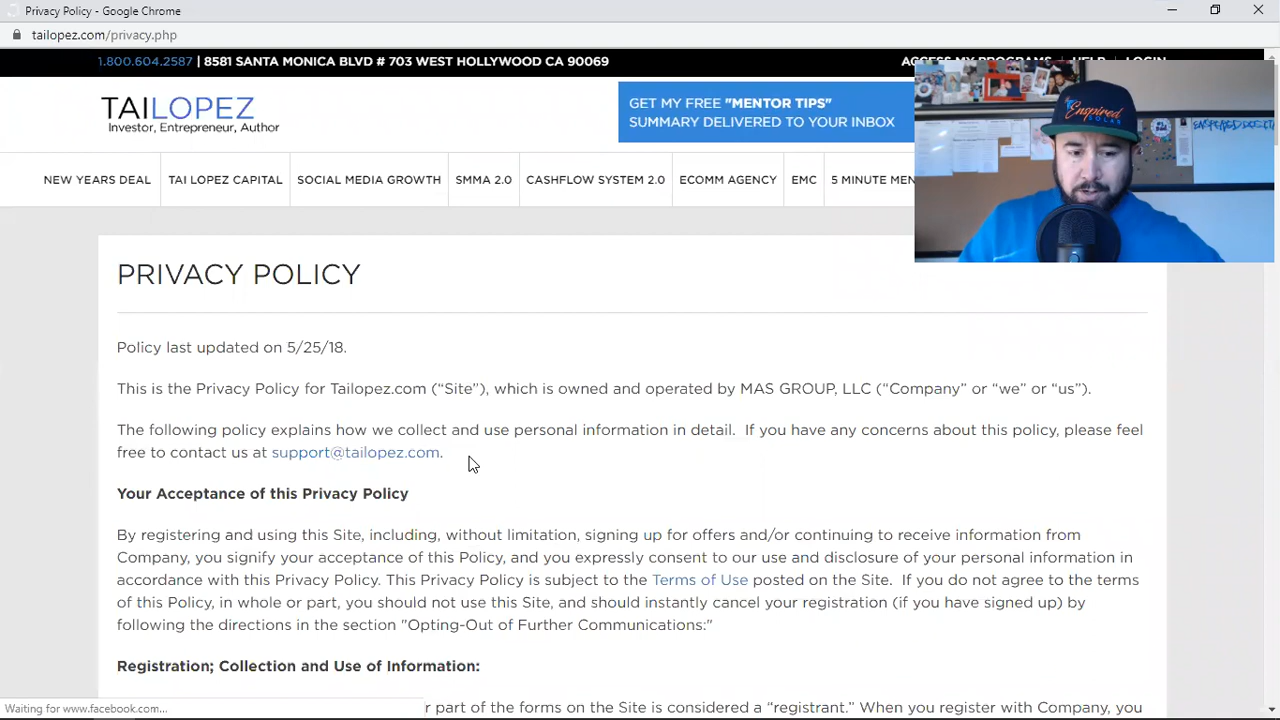 Privacy Policy - Google Chrome
tailopez.com/privacy.php
1.800.604.2587 | 8581 SANTA MONICA BLVD # 703 WEST HOLLYWOOD CA 90069
ACCESS MY PROGRAMS HELP LOGIN
TAILOPEZ
Investor, Entrepreneur, Author
GET MY FREE "MENTOR TIPS"
SUMMARY DELIVERED TO YOUR INBOX
Enspired
SOLAR
NEW YEARS DEAL TAI LOPEZ CAPITAL SOCIAL MEDIA GROWTH SMMA 2.0 CASHFLOW SYSTEM 2.0 ECOMM AGENCY EMC 5 MINUTE MEN
PRIVACY POLICY
Policy last updated on 5/25/18.
This is the Privacy Policy for Tailopez.com (“Site”), which is owned and operated by MAS GROUP, LLC (“Company” or “we” or “us”).
The following policy explains how we collect and use personal information in detail. If you have any concerns about this policy, please feel
free to contact us at support@tailopez.com.
Your Acceptance of this Privacy Policy
By registering and using this Site, including, without limitation, signing up for offers and/or continuing to receive information from
Company, you signify your acceptance of this Policy, and you expressly consent to our use and disclosure of your personal information in
accordance with this Privacy Policy. This Privacy Policy is subject to the Terms of Use posted on the Site. If you do not agree to the terms
of this Policy, in whole or part, you should not use this Site, and should instantly cancel your registration (if you have signed up) by
following the directions in the section "Opting-Out of Further Communications:"
Registration; Collection and Use of Information:
r part of the forms on the Site is considered a “registrant.” When you register with Company, you
Waiting for www.facebook.com...